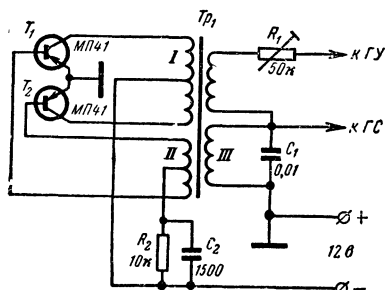 Тр₁
T₁
МП41
I
R₁
50к
к ГУ
T₂
МП41
к ГС
II
III
C₁
0,01
+
R₂
10к
C₂
1500
12 в
−